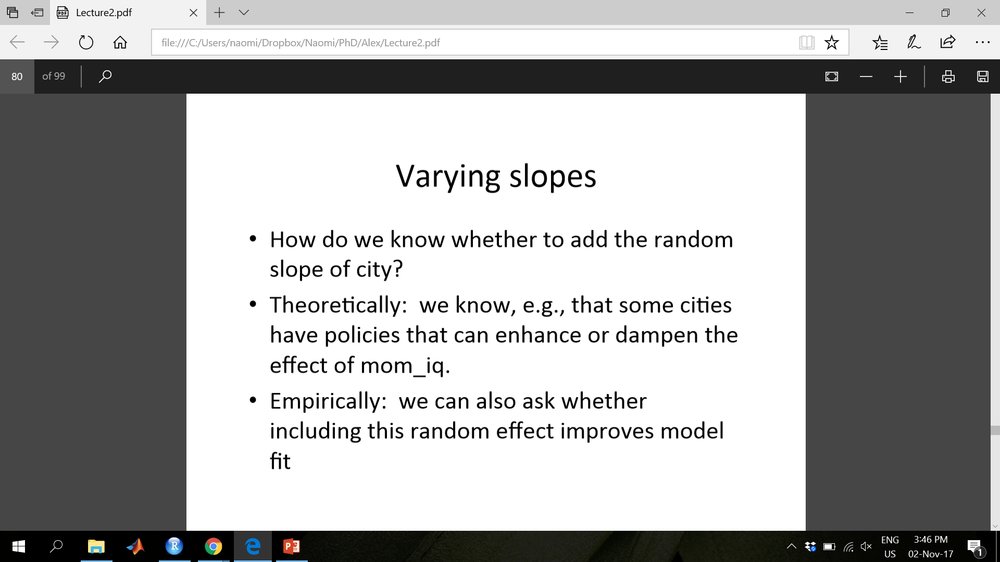 Lecture2.pdf
file:///C:/Users/naomi/Dropbox/Naomi/PhD/Alex/Lecture2.pdf
80 of 99
Varying slopes
• How do we know whether to add the random
slope of city?
• Theoretically:  we know, e.g., that some cities
have policies that can enhance or dampen the
effect of mom_iq.
• Empirically:  we can also ask whether
including this random effect improves model
fit
ENG
US
3:46 PM
02-Nov-17
1